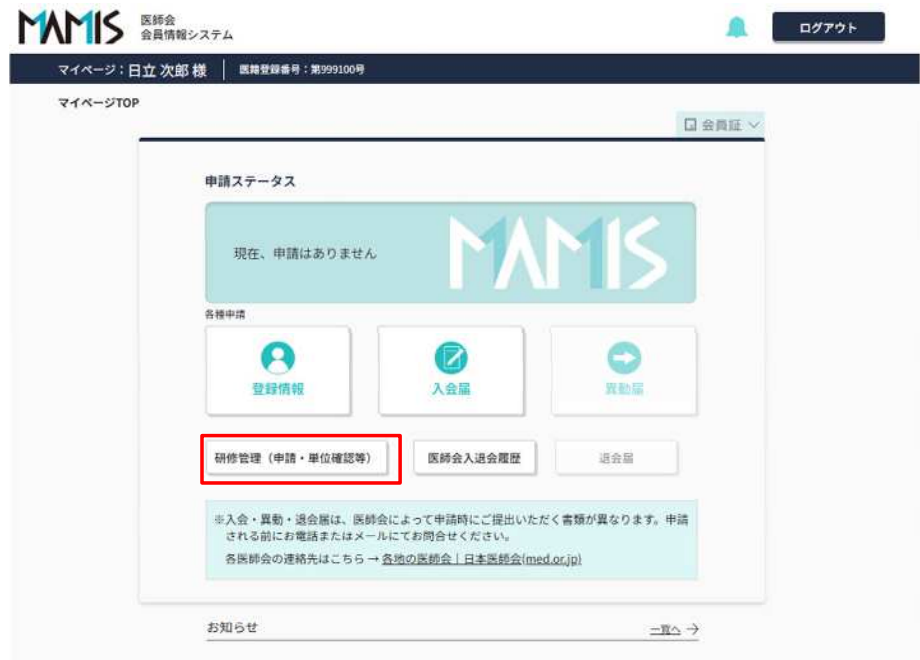 MAMIS 医師会
会員情報システム
ログアウト
マイページ：日立 次郎 様 医籍登録番号：第999100号
マイページTOP
会員証
申請ステータス
現在、申請はありません
MAMIS
各種申請
登録情報 入会届 異動届
研修管理（申請・単位確認等） 医師会入退会履歴 退会届
※入会・異動・退会届は、医師会によって申請時にご提出いただく書類が異なります。申請
される前にお電話またはメールにてお問合せください。
各医師会の連絡先はこちら → 各地の医師会｜日本医師会(med.or.jp)
お知らせ 一覧へ →